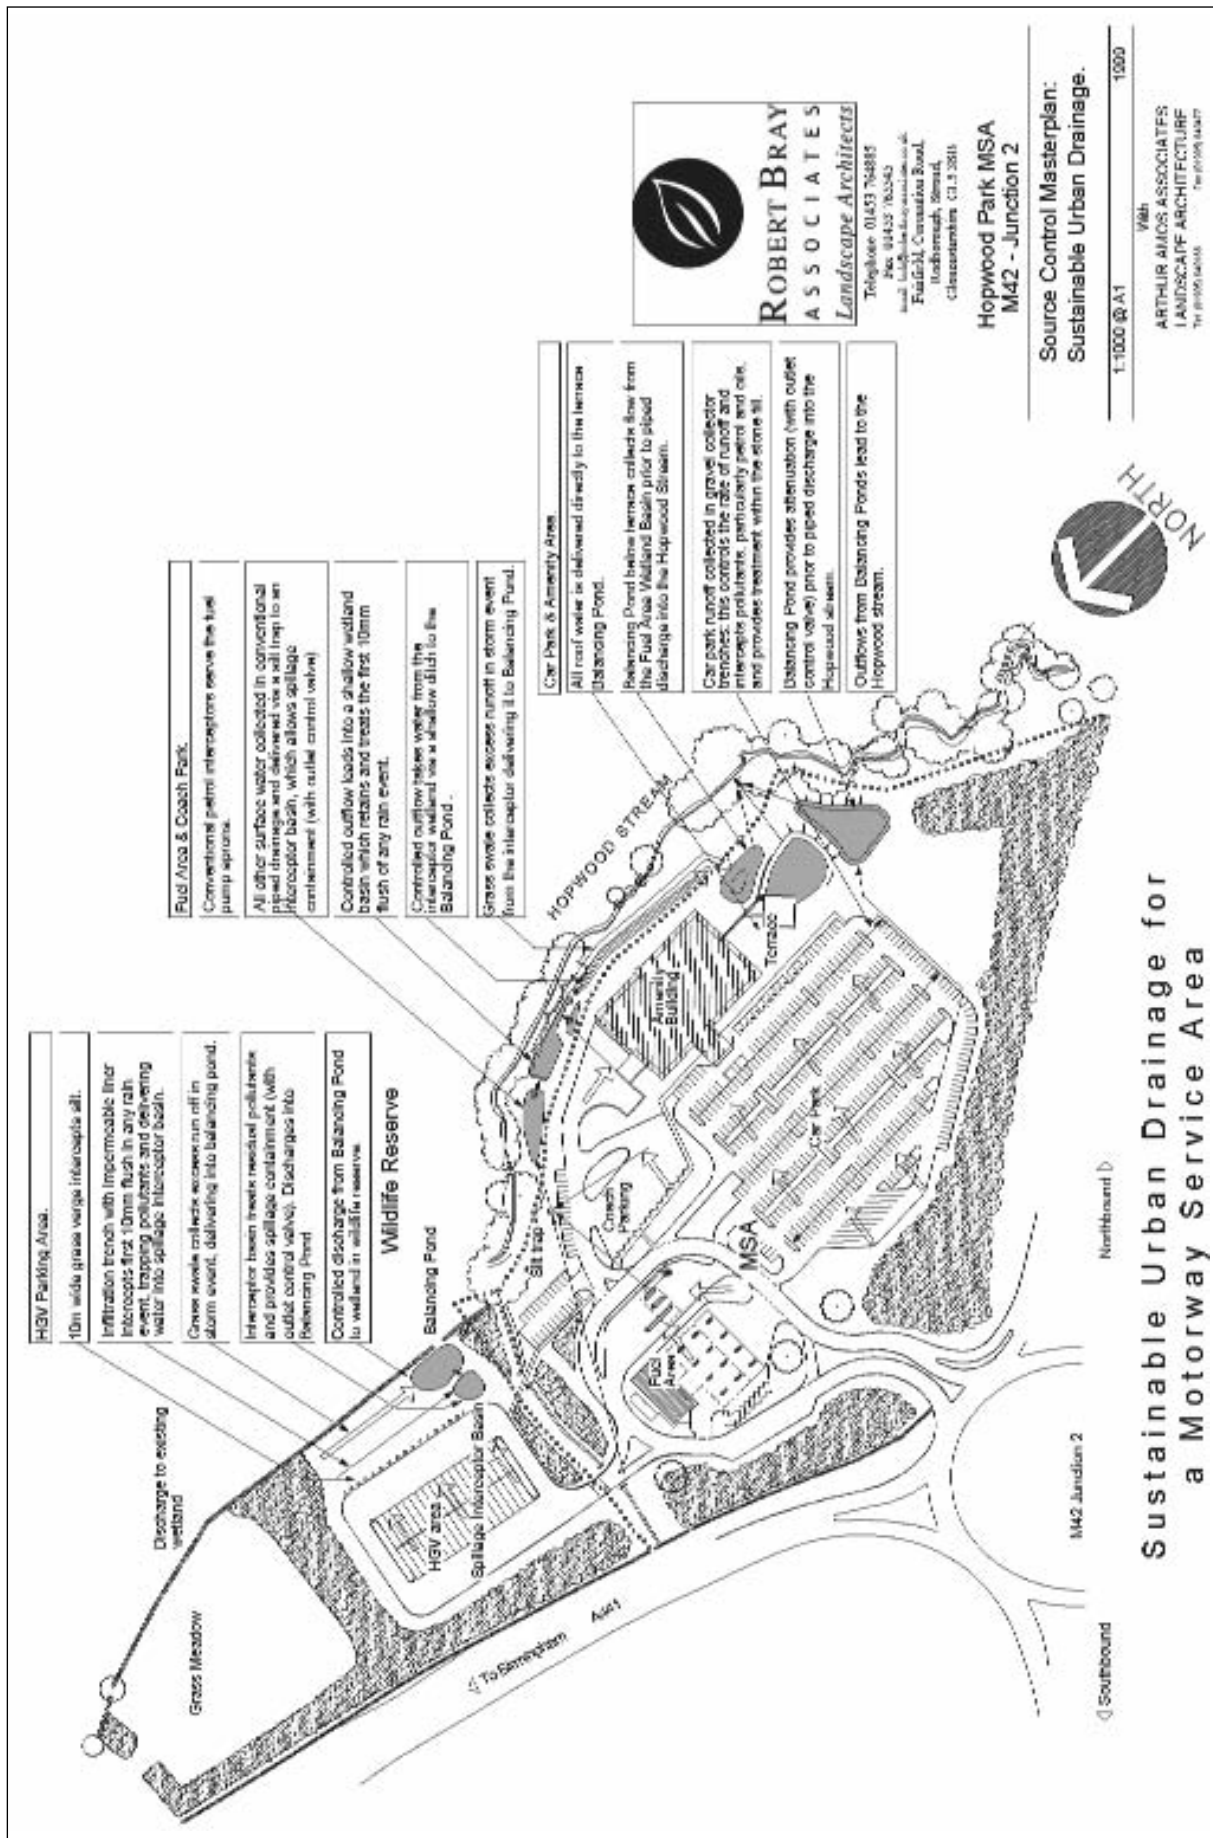 HGV Parking Area.
10m wide grass verge intercepts silt.
Infiltration trench with impermeable liner
intercepts first 10mm flush in any rain
event, trapping pollutants and delivering
water into spillage interceptor basin.
Grass swale collects excess run off in
storm event, delivering into balancing pond.
Interceptor basin treats residual pollutants
and provides spillage containment (with
outlet control valve). Discharges into
Balancing Pond
Controlled discharge from Balancing Pond
to wetland in wildlife reserve
Wildlife Reserve
Fuel Area & Coach Park.
Conventional petrol interceptors serve the fuel
pump aprons.
All other surface water collected in conventional
piped drainage and delivered via a silt trap to an
interceptor basin, which allows spillage
containment (with outlet control valve)
Controlled outflow leads into a shallow wetland
basin which retains and treats the first 10mm
flush of any rain event.
Controlled outflow takes water from the
interceptor wetland via a shallow ditch to the
Balancing Pond .
Grass swale collects excess runoff in storm event
from the interceptor delivering it to Balancing Pond.
Car Park & Amenity Area.
All roof water is delivered directly to the terrace
Balancing Pond.
Balancing Pond below terrace collects flow from
the Fuel Area Wetland Basin prior to piped
discharge into the Hopwood Stream.
Car park runoff collected in gravel collector
trenches: this controls the rate of runoff and
intercepts pollutants, particularly petrol and oils,
and provides treatment within the stone fill.
Balancing Pond provides attenuation (with outlet
control valve) prior to piped discharge into the
Hopwood stream.
Outflows from Balancing Ponds lead to the
Hopwood stream.
ROBERT BRAY
ASSOCIATES
Landscape Architects
Telephone 01453 764885
Fax 01453 765545
Fairfield, Coronation Road,
Rodborough, Stroud,
Gloucestershire GL5 3SB
Hopwood Park MSA
M42 - Junction 2
Source Control Masterplan:
Sustainable Urban Drainage.
1:1000 @ A1 1999
With
ARTHUR AMOS ASSOCIATES
LANDSCAPE ARCHITECTURE
NORTH
HOPWOOD STREAM
Discharge to existing
wetland
Balancing Pond
Grass Meadow
HGV area
Spillage Interceptor Basin
Silt trap
Coach
Parking
Amenity
Building
Terrace
Car Park
MSA
Fuel
Area
To Birmingham A441
Southbound
M42 Junction 2
Northbound
Sustainable Urban Drainage for
a Motorway Service Area